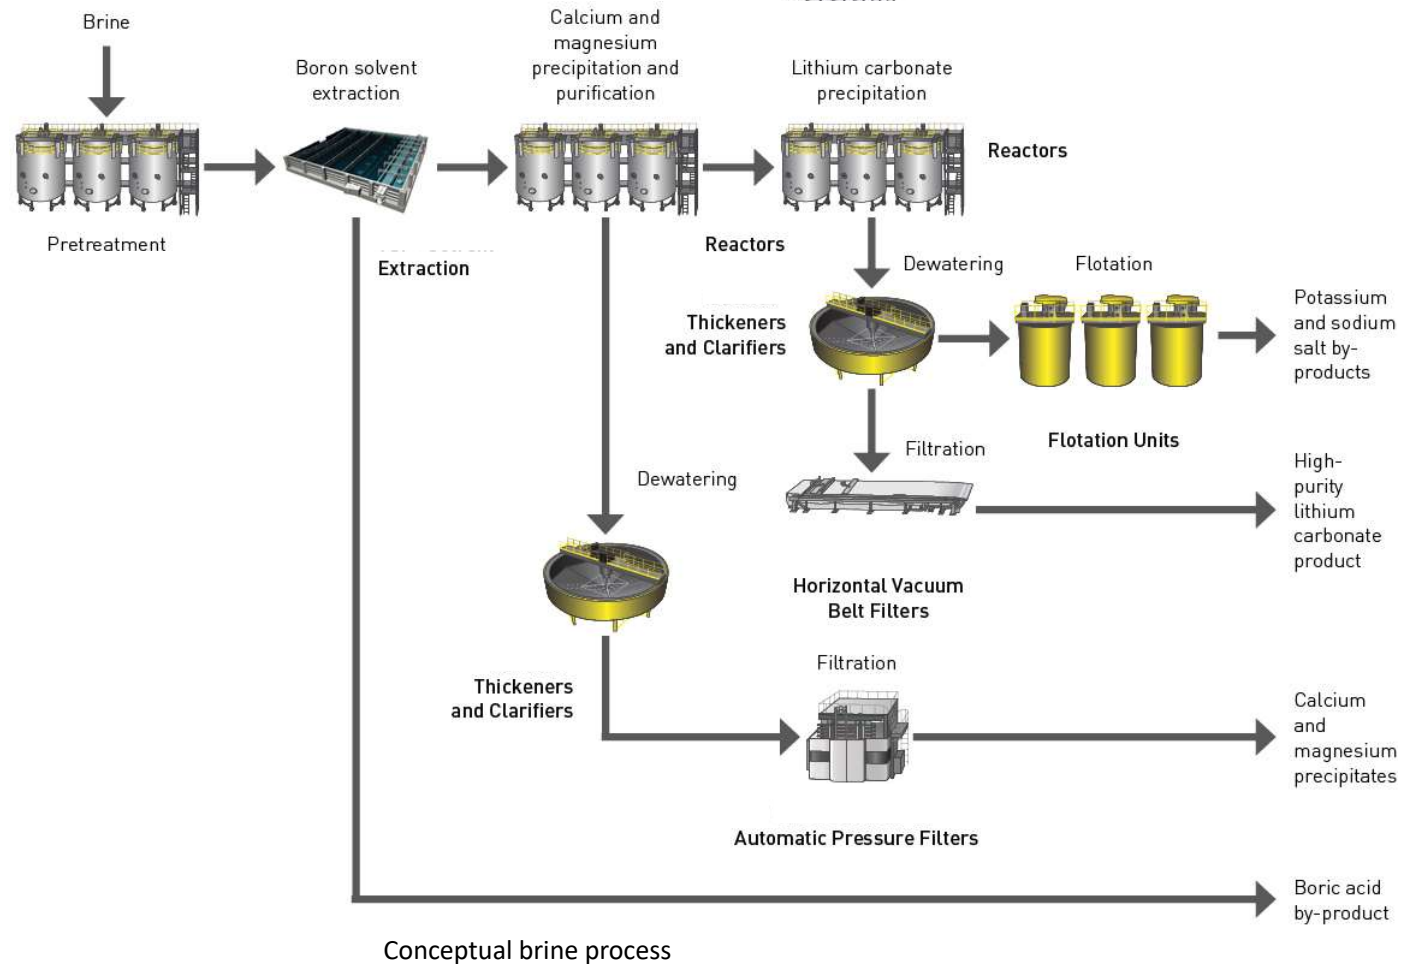 Brine
Pretreatment
Boron solvent
extraction
Extraction
Calcium and
magnesium
precipitation and
purification
Reactors
Lithium carbonate
precipitation
Reactors
Dewatering
Thickeners
and Clarifiers
Flotation
Flotation Units
Potassium
and sodium
salt by-
products
Filtration
Horizontal Vacuum
Belt Filters
High-
purity
lithium
carbonate
product
Dewatering
Thickeners
and Clarifiers
Filtration
Automatic Pressure Filters
Calcium
and
magnesium
precipitates
Boric acid
by-product
Conceptual brine process